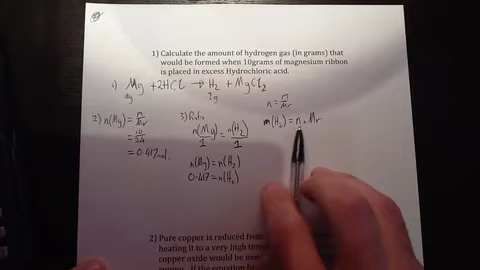 1) Calculate the amount of hydrogen gas (in grams) that
would be formed when 10grams of magnesium ribbon
is placed in excess Hydrochloric acid.
1) Mg + 2HCl → H₂ + MgCl₂
n = m/Mr
2) n(Mg) = m/Mr
= 10/24
= 0.417mol.
3) Ratio
n(Mg)/1 = n(H₂)/1
n(Mg) = n(H₂)
0.417 = n(H₂)
m(H₂) = n × Mr
2) Pure copper is reduced from
heating it to a very high
copper oxide would be